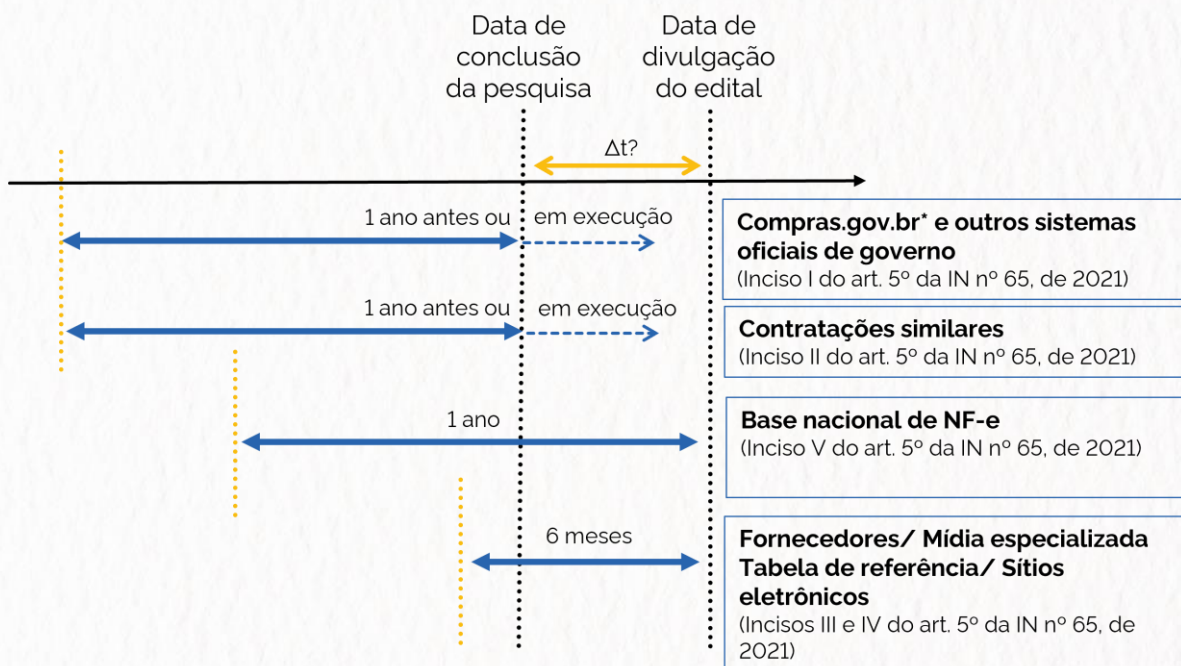 Data de
conclusão
da pesquisa
Data de
divulgação
do edital
Δt?
1 ano antes ou
em execução
Compras.gov.br* e outros sistemas
oficiais de governo
(Inciso I do art. 5º da IN nº 65, de 2021)
1 ano antes ou
em execução
Contratações similares
(Inciso II do art. 5º da IN nº 65, de 2021)
1 ano
Base nacional de NF-e
(Inciso V do art. 5º da IN nº 65, de 2021)
6 meses
Fornecedores/ Mídia especializada
Tabela de referência/ Sítios
eletrônicos
(Incisos III e IV do art. 5º da IN nº 65, de
2021)